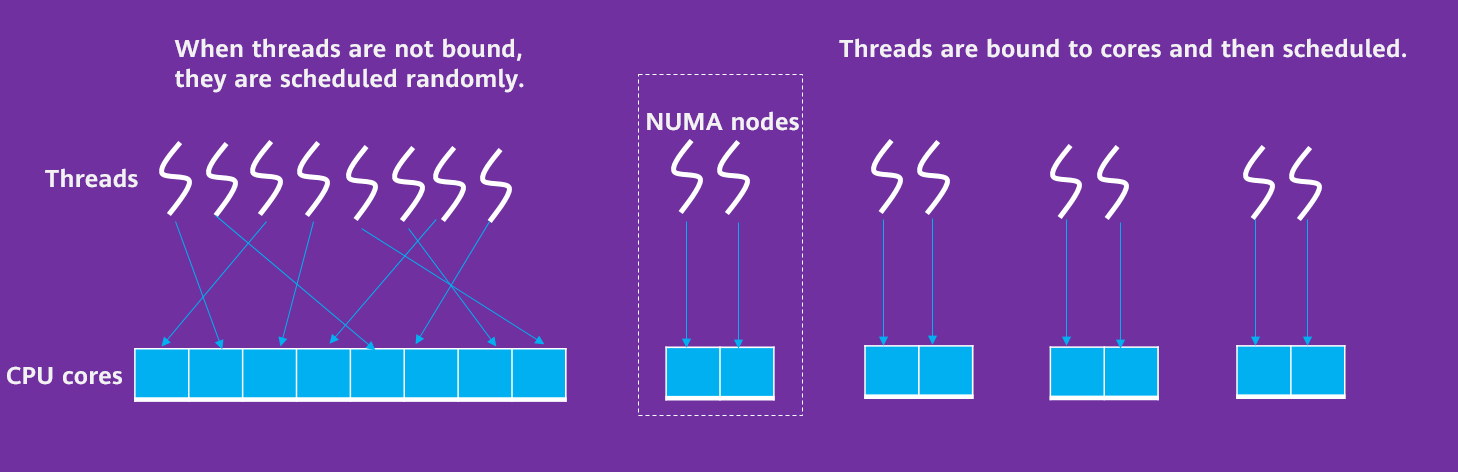 When threads are not bound,
they are scheduled randomly.
Threads are bound to cores and then scheduled.
NUMA nodes
Threads
CPU cores